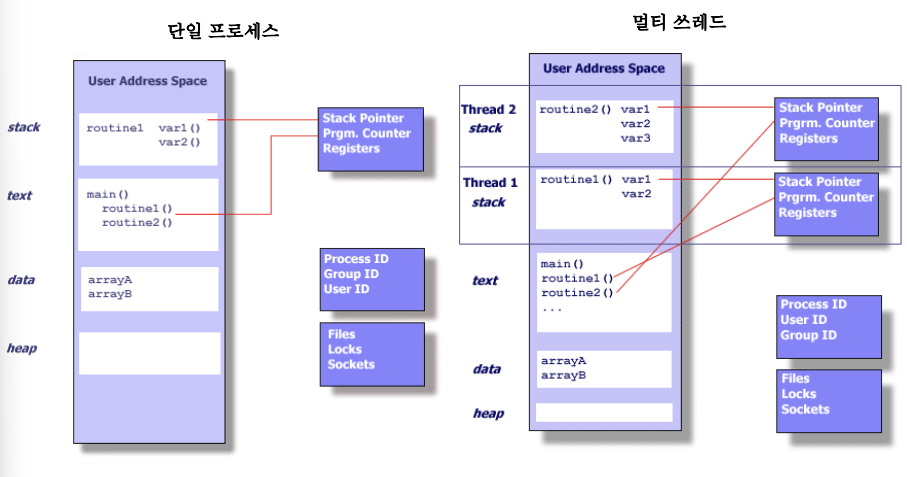 단일 프로세스
User Address Space
stack
routine1 var1()
var2()
Stack Pointer
Prgm. Counter
Registers
text
main()
routine1()
routine2()
Process ID
Group ID
User ID
data
arrayA
arrayB
heap
Files
Locks
Sockets
멀티 쓰레드
User Address Space
Thread 2
stack
routine2() var1
var2
var3
Stack Pointer
Prgrm. Counter
Registers
Thread 1
stack
routine1() var1
var2
Stack Pointer
Prgrm. Counter
Registers
text
main()
routine1()
routine2()
...
Process ID
User ID
Group ID
data
arrayA
arrayB
heap
Files
Locks
Sockets